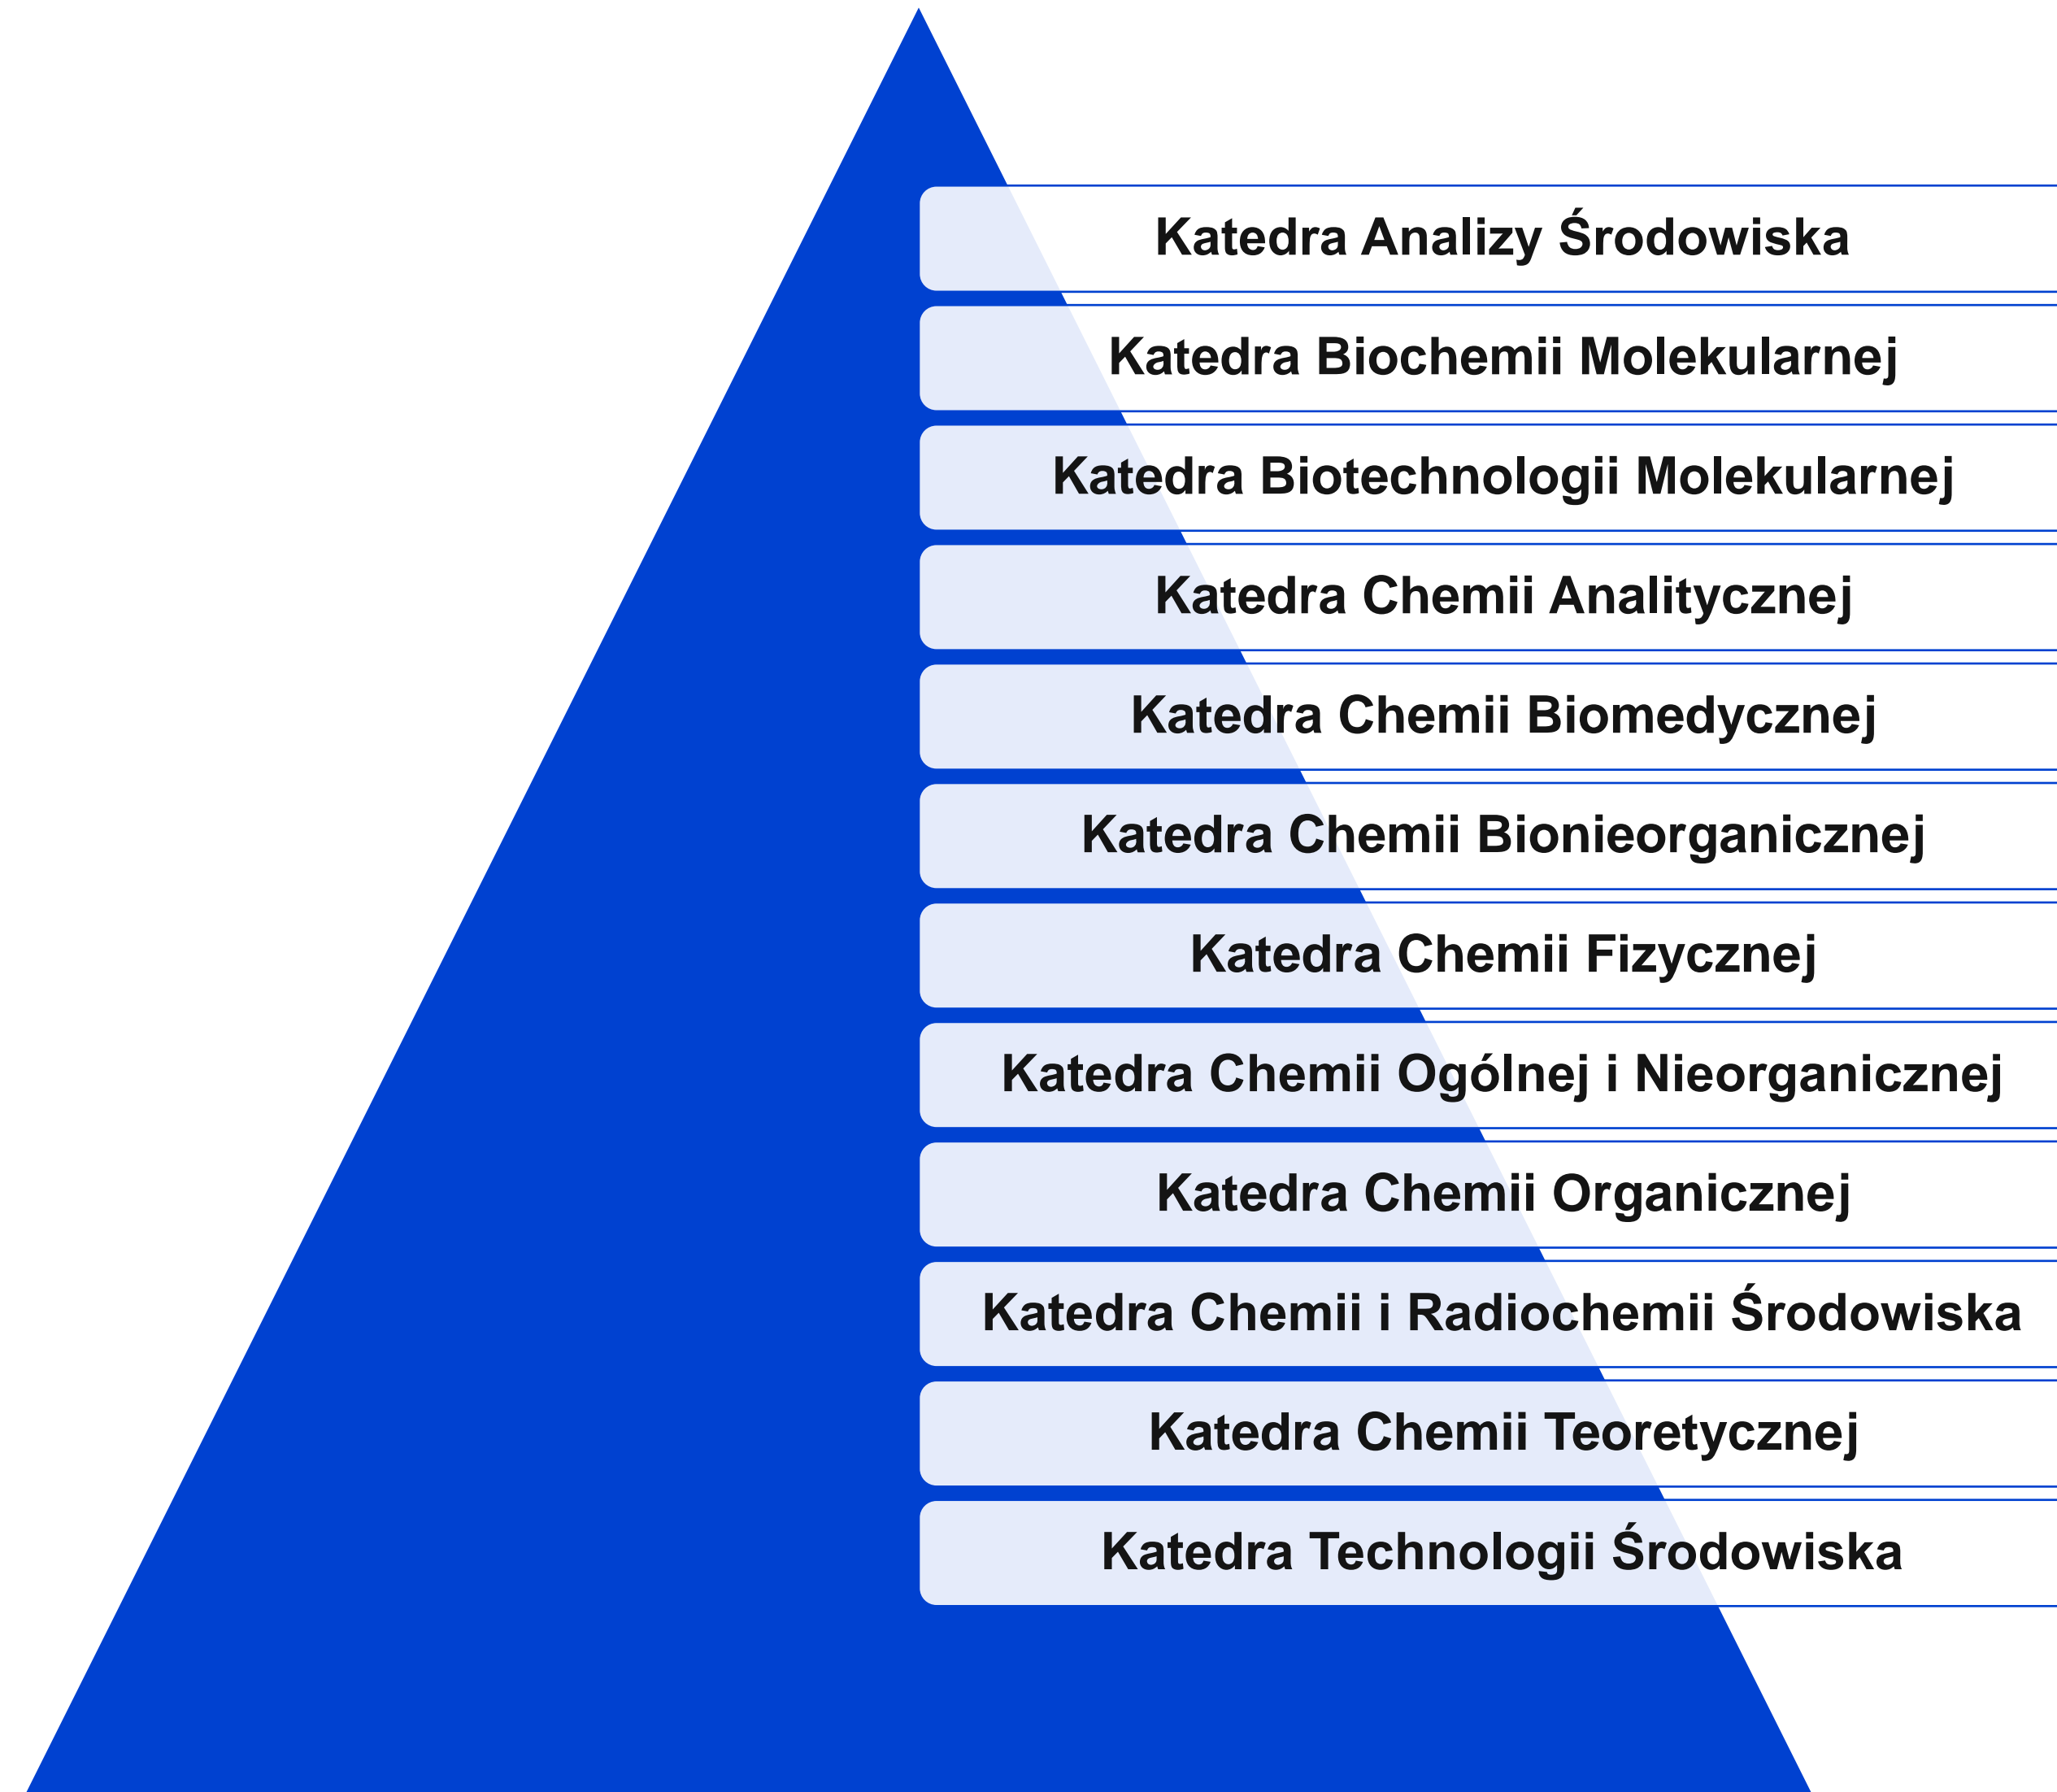 Katedra Analizy Środowiska
Katedra Biochemii Molekularnej
Katedra Biotechnologii Molekularnej
Katedra Chemii Analitycznej
Katedra Chemii Biomedycznej
Katedra Chemii Bionieorganicznej
Katedra Chemii Fizycznej
Katedra Chemii Ogólnej i Nieorganicznej
Katedra Chemii Organicznej
Katedra Chemii i Radiochemii Środowiska
Katedra Chemii Teoretycznej
Katedra Technologii Środowiska